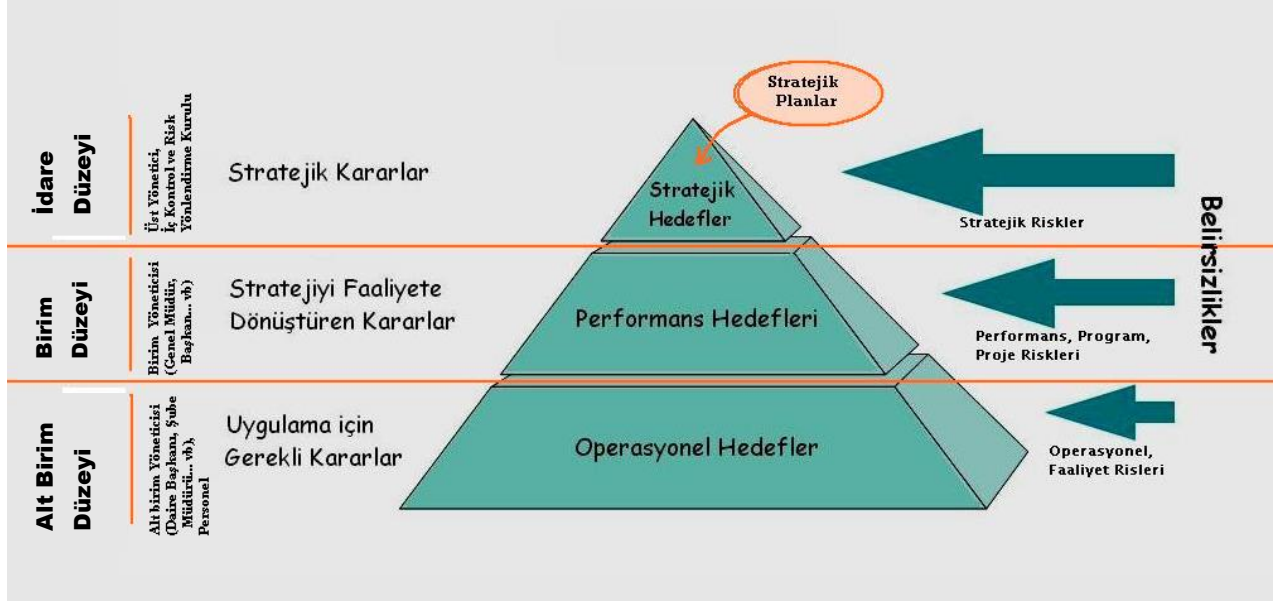 Stratejik
Planlar
İdare
Düzeyi
Üst Yönetici,
İç Kontrol ve Risk
Yönlendirme Kurulu
Stratejik Kararlar
Stratejik
Hedefler
Stratejik Riskler
Belirsizlikler
Birim
Düzeyi
Birim Yöneticisi
(Genel Müdür,
Başkan... vb)
Stratejiyi Faaliyete
Dönüştüren Kararlar
Performans Hedefleri
Performans, Program,
Proje Riskleri
Alt Birim
Düzeyi
Alt birim Yöneticisi
(Daire Başkanı, Şube
Müdürü... vb),
Personel
Uygulama için
Gerekli Kararlar
Operasyonel Hedefler
Operasyonel,
Faaliyet Risleri